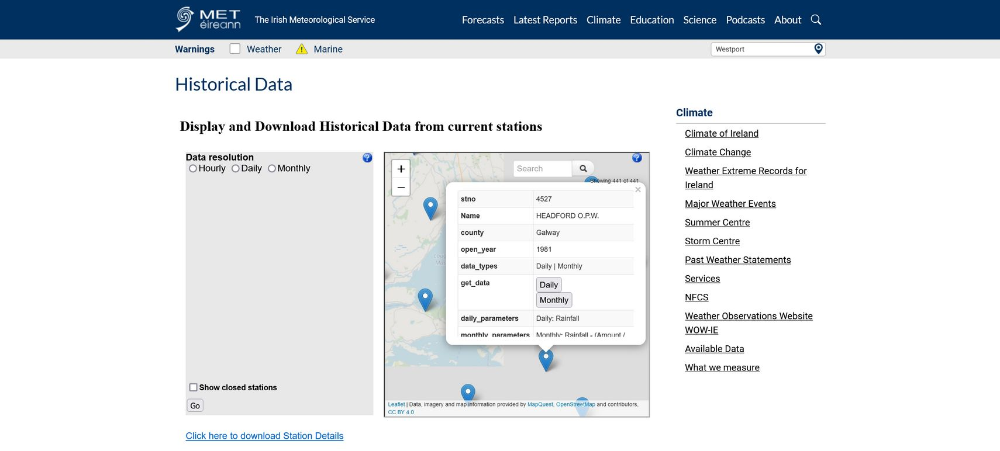 MET
éireann
The Irish Meteorological Service
Forecasts Latest Reports Climate Education Science Podcasts About
Warnings Weather Marine
Westport
Historical Data
Display and Download Historical Data from current stations
Data resolution
Hourly Daily Monthly
Show closed stations
Go
Click here to download Station Details
+
−
Search
Showing 441 of 441
×
stno 4527
Name HEADFORD O.P.W.
county Galway
open_year 1981
data_types Daily | Monthly
get_data Daily
Monthly
daily_parameters Daily: Rainfall
monthly_parameters Monthly: Rainfall - (Amount /
Leaflet | Data, imagery and map information provided by MapQuest, OpenStreetMap and contributors,
CC BY 4.0
Climate
Climate of Ireland
Climate Change
Weather Extreme Records for
Ireland
Major Weather Events
Summer Centre
Storm Centre
Past Weather Statements
Services
NFCS
Weather Observations Website
WOW-IE
Available Data
What we measure